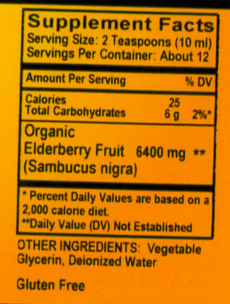 Supplement Facts
Serving Size: 2 Teaspoons (10 ml)
Servings Per Container: About 12
Amount Per Serving % DV
Calories 25
Total Carbohydrates 6 g 2%*
Organic
Elderberry Fruit 6400 mg **
(Sambucus nigra)
* Percent Daily Values are based on a
2,000 calorie diet.
**Daily Value (DV) Not Established
OTHER INGREDIENTS: Vegetable
Glycerin, Deionized Water
Gluten Free